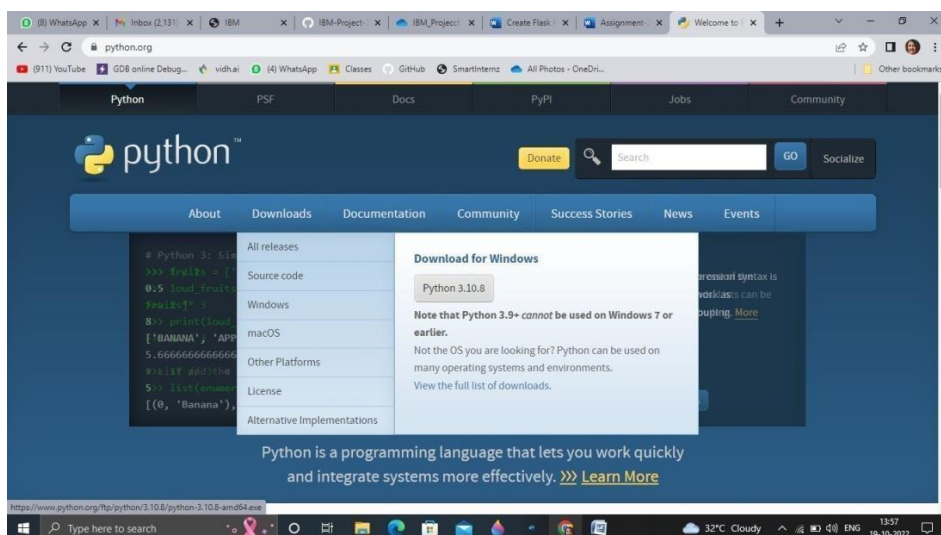 (8) WhatsApp
Inbox (2,131)
IBM
IBM-Project-
IBM_Project
Create Flask
Assignment-
Welcome to
python.org
(911) YouTube
GDB online Debug...
vidh.ai
(4) WhatsApp
Classes
GitHub
SmartInternz
All Photos - OneDri...
Other bookmarks
Python
PSF
Docs
PyPI
Jobs
Community
python™
Donate
Search
GO
Socialize
About
Downloads
Documentation
Community
Success Stories
News
Events
All releases
Source code
Windows
macOS
Other Platforms
License
Alternative Implementations
Download for Windows
Python 3.10.8
Note that Python 3.9+ cannot be used on Windows 7 or
earlier.
Not the OS you are looking for? Python can be used on
many operating systems and environments.
View the full list of downloads.
# Python 3:
>>> print(loud_
['BANANA', 'APP
5.6666666666666
>>> list(enumer
[(0, 'Banana'),
More
Python is a programming language that lets you work quickly
and integrate systems more effectively. >>> Learn More
https://www.python.org/ftp/python/3.10.8/python-3.10.8-amd64.exe
Type here to search
32°C Cloudy
ENG
13:57
19-10-2022